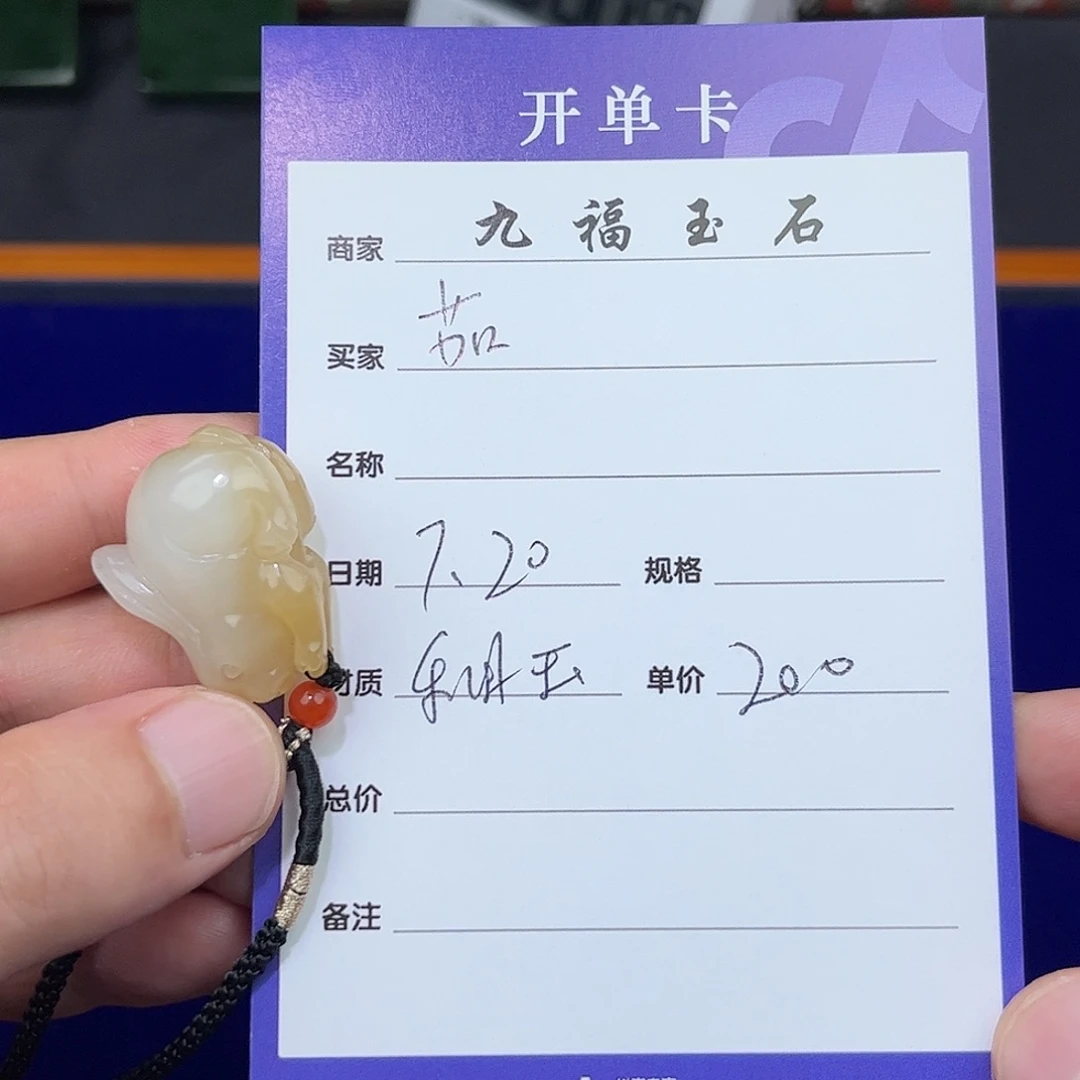 开单卡
商家 九福玉石
买家 茹
名称
日期 7、20 规格
材质 和田玉 单价 200
总价
备注